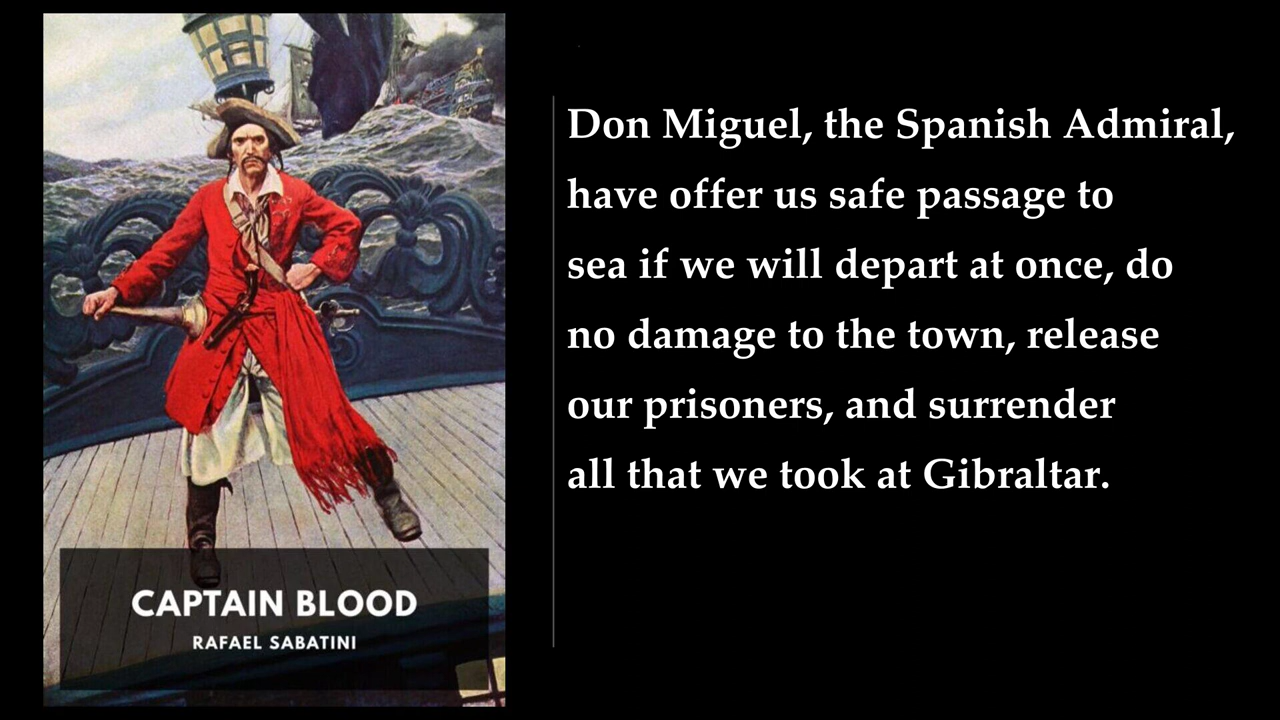 CAPTAIN BLOOD
RAFAEL SABATINI
Don Miguel, the Spanish Admiral,
have offer us safe passage to
sea if we will depart at once, do
no damage to the town, release
our prisoners, and surrender
all that we took at Gibraltar.